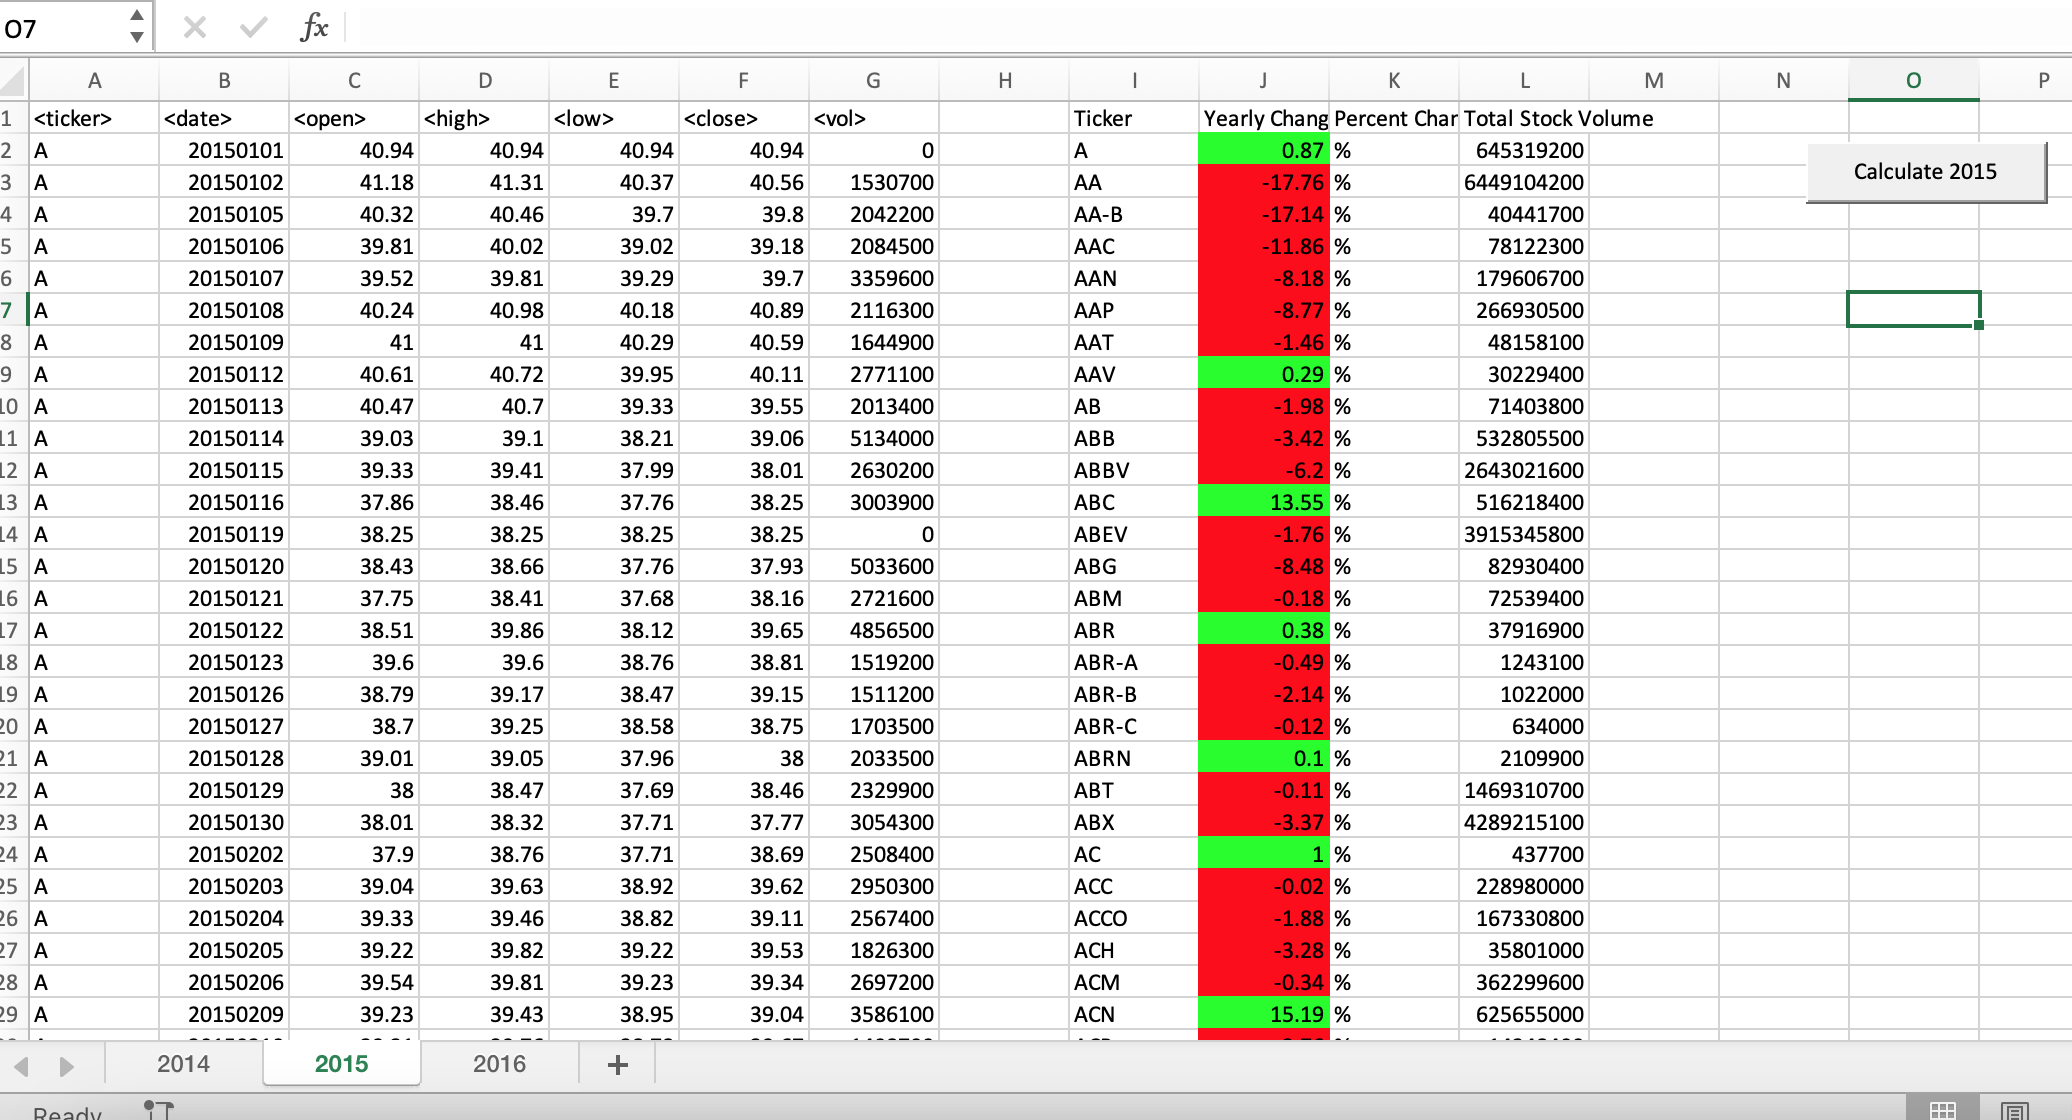 O7 fx
A B C D E F G H I J K L M N O P
1 <ticker> <date> <open> <high> <low> <close> <vol> Ticker Yearly Chang Percent Char Total Stock Volume
2 A 20150101 40.94 40.94 40.94 40.94 0 A 0.87 % 645319200
Calculate 2015
3 A 20150102 41.18 41.31 40.37 40.56 1530700 AA -17.76 % 6449104200
4 A 20150105 40.32 40.46 39.7 39.8 2042200 AA-B -17.14 % 40441700
5 A 20150106 39.81 40.02 39.02 39.18 2084500 AAC -11.86 % 78122300
6 A 20150107 39.52 39.81 39.29 39.7 3359600 AAN -8.18 % 179606700
7 A 20150108 40.24 40.98 40.18 40.89 2116300 AAP -8.77 % 266930500
8 A 20150109 41 41 40.29 40.59 1644900 AAT -1.46 % 48158100
9 A 20150112 40.61 40.72 39.95 40.11 2771100 AAV 0.29 % 30229400
10 A 20150113 40.47 40.7 39.33 39.55 2013400 AB -1.98 % 71403800
11 A 20150114 39.03 39.1 38.21 39.06 5134000 ABB -3.42 % 532805500
12 A 20150115 39.33 39.41 37.99 38.01 2630200 ABBV -6.2 % 2643021600
13 A 20150116 37.86 38.46 37.76 38.25 3003900 ABC 13.55 % 516218400
14 A 20150119 38.25 38.25 38.25 38.25 0 ABEV -1.76 % 3915345800
15 A 20150120 38.43 38.66 37.76 37.93 5033600 ABG -8.48 % 82930400
16 A 20150121 37.75 38.41 37.68 38.16 2721600 ABM -0.18 % 72539400
17 A 20150122 38.51 39.86 38.12 39.65 4856500 ABR 0.38 % 37916900
18 A 20150123 39.6 39.6 38.76 38.81 1519200 ABR-A -0.49 % 1243100
19 A 20150126 38.79 39.17 38.47 39.15 1511200 ABR-B -2.14 % 1022000
20 A 20150127 38.7 39.25 38.58 38.75 1703500 ABR-C -0.12 % 634000
21 A 20150128 39.01 39.05 37.96 38 2033500 ABRN 0.1 % 2109900
22 A 20150129 38 38.47 37.69 38.46 2329900 ABT -0.11 % 1469310700
23 A 20150130 38.01 38.32 37.71 37.77 3054300 ABX -3.37 % 4289215100
24 A 20150202 37.9 38.76 37.71 38.69 2508400 AC 1 % 437700
25 A 20150203 39.04 39.63 38.92 39.62 2950300 ACC -0.02 % 228980000
26 A 20150204 39.33 39.46 38.82 39.11 2567400 ACCO -1.88 % 167330800
27 A 20150205 39.22 39.82 39.22 39.53 1826300 ACH -3.28 % 35801000
28 A 20150206 39.54 39.81 39.23 39.34 2697200 ACM -0.34 % 362299600
29 A 20150209 39.23 39.43 38.95 39.04 3586100 ACN 15.19 % 625655000
2014 2015 2016 +
Ready